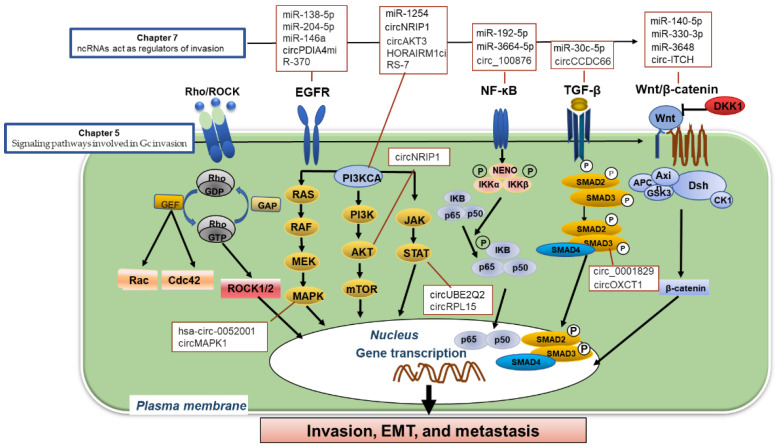 Chapter 7
ncRNAs act as regulators of invasion
miR-138-5p
miR-204-5p
miR-146a
circPDIA4mi
R-370
miR-1254
circNRIP1
circAKT3
HORAIRM1ci
RS-7
miR-192-5p
miR-3664-5p
circ_100876
miR-30c-5p
circCCDC66
miR-140-5p
miR-330-3p
miR-3648
circ-ITCH
Rho/ROCK
EGFR
NF-κB
TGF-β
Wnt/β-catenin
DKK1
Wnt
Chapter 5
Signaling pathways involved in Gc invasion
circNRIP1
PI3KCA
RAS
RAF
MEK
MAPK
PI3K
AKT
mTOR
JAK
STAT
Rho
GDP
GEF
GAP
Rho
GTP
Rac
Cdc42
ROCK1/2
P
NENO
P
IKKα
IKKβ
IKB
p65
p50
P
IKB
p65
p50
P
P
SMAD2
SMAD3
P
P
SMAD2
SMAD3
P
SMAD4
APC
Axi
GSK3
Dsh
CK1
circ_0001829
circOXCT1
β-catenin
circUBE2Q2
circRPL15
hsa-circ-0052001
circMAPK1
Nucleus
Gene transcription
p65
p50
SMAD2
P
SMAD3
P
SMAD4
Plasma membrane
Invasion, EMT, and metastasis